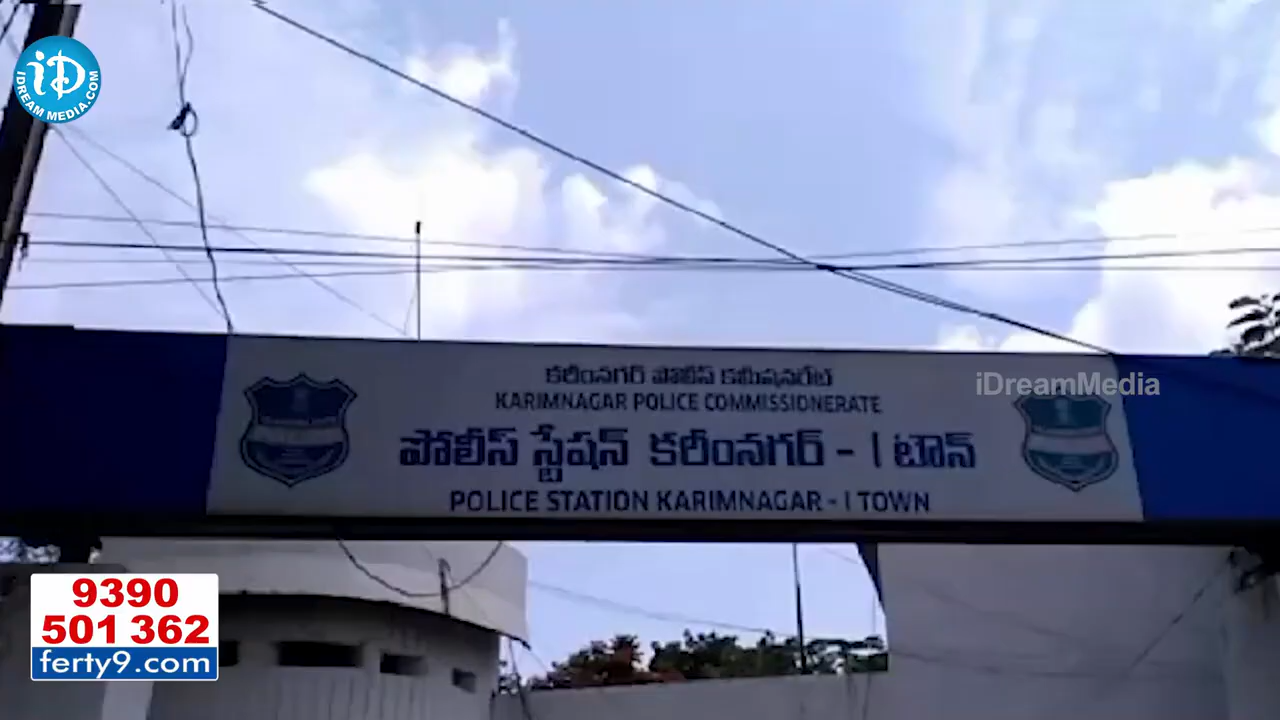 iD
IDREAM MEDIA.COM
iDreamMedia
కరీంనగర్ పోలీస్ కమీషనరేట్
KARIMNAGAR POLICE COMMISSIONERATE
పోలీస్ స్టేషన్ కరీంనగర్ - I టౌన్
POLICE STATION KARIMNAGAR - I TOWN
9390
501 362
ferty9.com